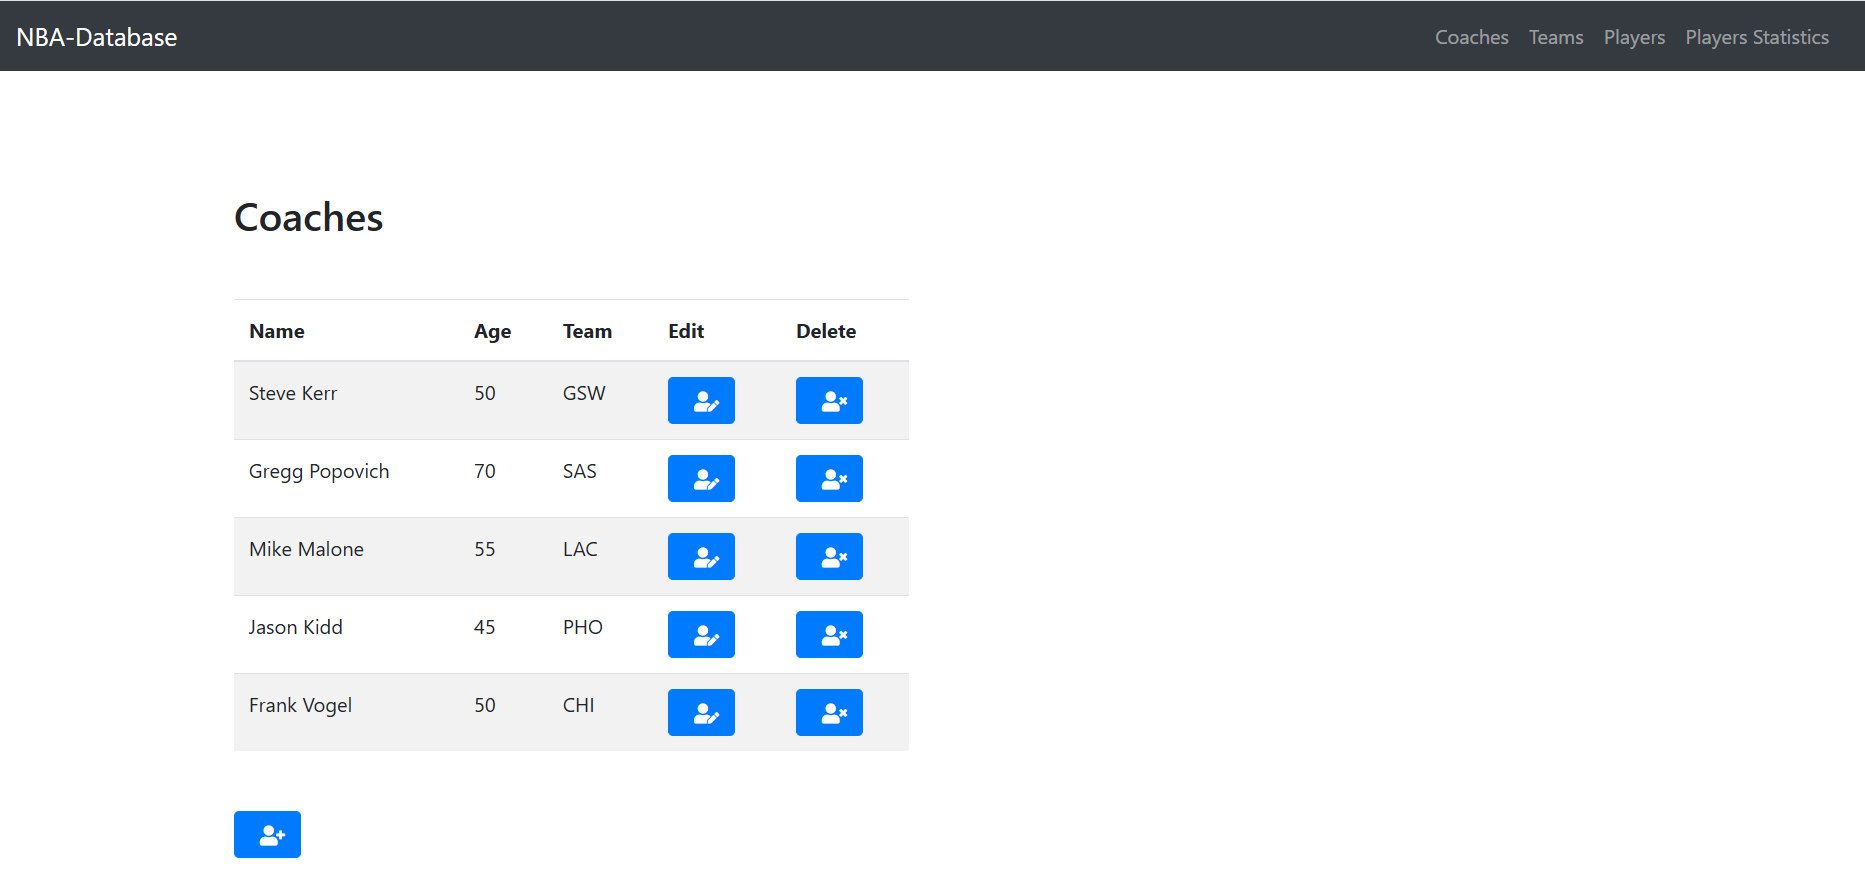 NBA-Database Coaches Teams Players Players Statistics
Coaches
Name Age Team Edit Delete
Steve Kerr 50 GSW
Gregg Popovich 70 SAS
Mike Malone 55 LAC
Jason Kidd 45 PHO
Frank Vogel 50 CHI